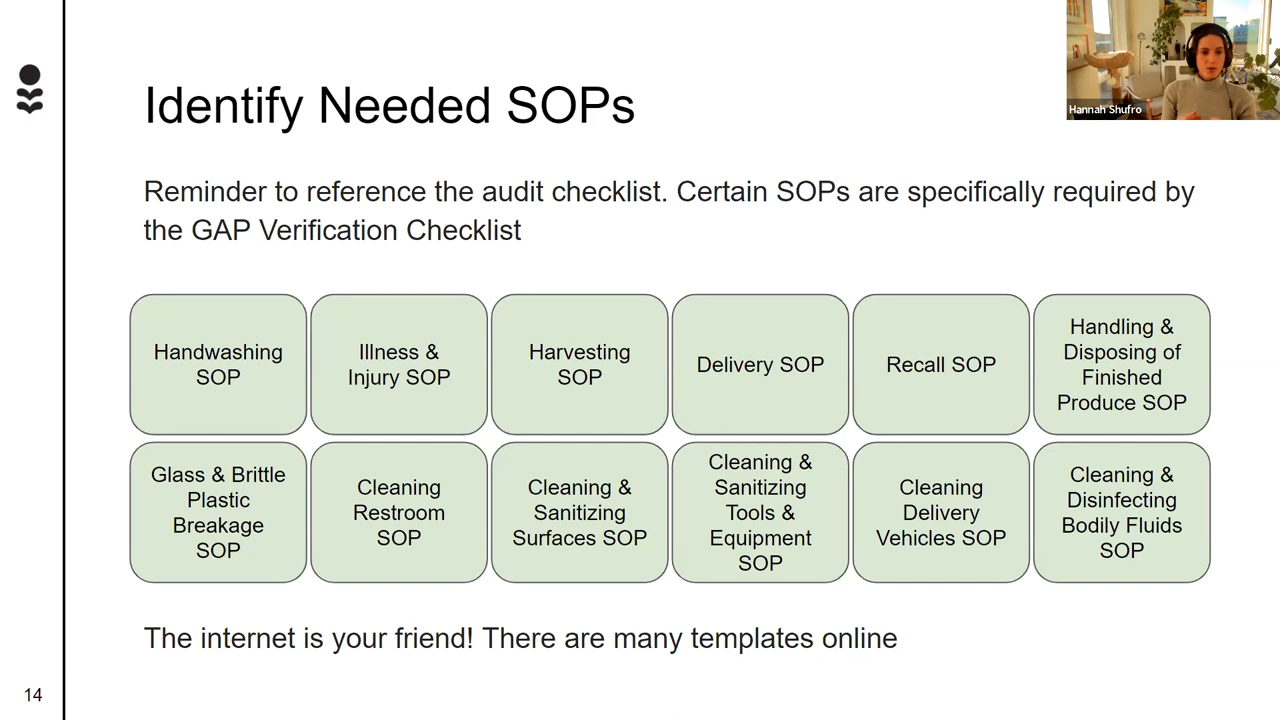 Identify Needed SOPs
Hannah Shufro
Reminder to reference the audit checklist. Certain SOPs are specifically required by
the GAP Verification Checklist
Handwashing
SOP
Illness &
Injury SOP
Harvesting
SOP
Delivery SOP
Recall SOP
Handling &
Disposing of
Finished
Produce SOP
Glass & Brittle
Plastic
Breakage
SOP
Cleaning
Restroom
SOP
Cleaning &
Sanitizing
Surfaces SOP
Cleaning &
Sanitizing
Tools &
Equipment
SOP
Cleaning
Delivery
Vehicles SOP
Cleaning &
Disinfecting
Bodily Fluids
SOP
The internet is your friend! There are many templates online
14